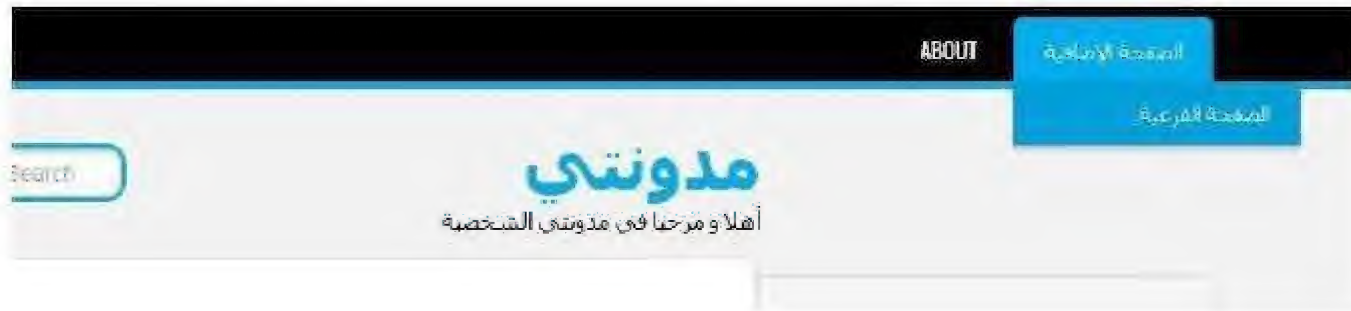 الصفحة الإضافية
ABOUT
الصفحة الفرعية
Search
مدونتي
أهلا و مرحبا في مدونتي الشخصية